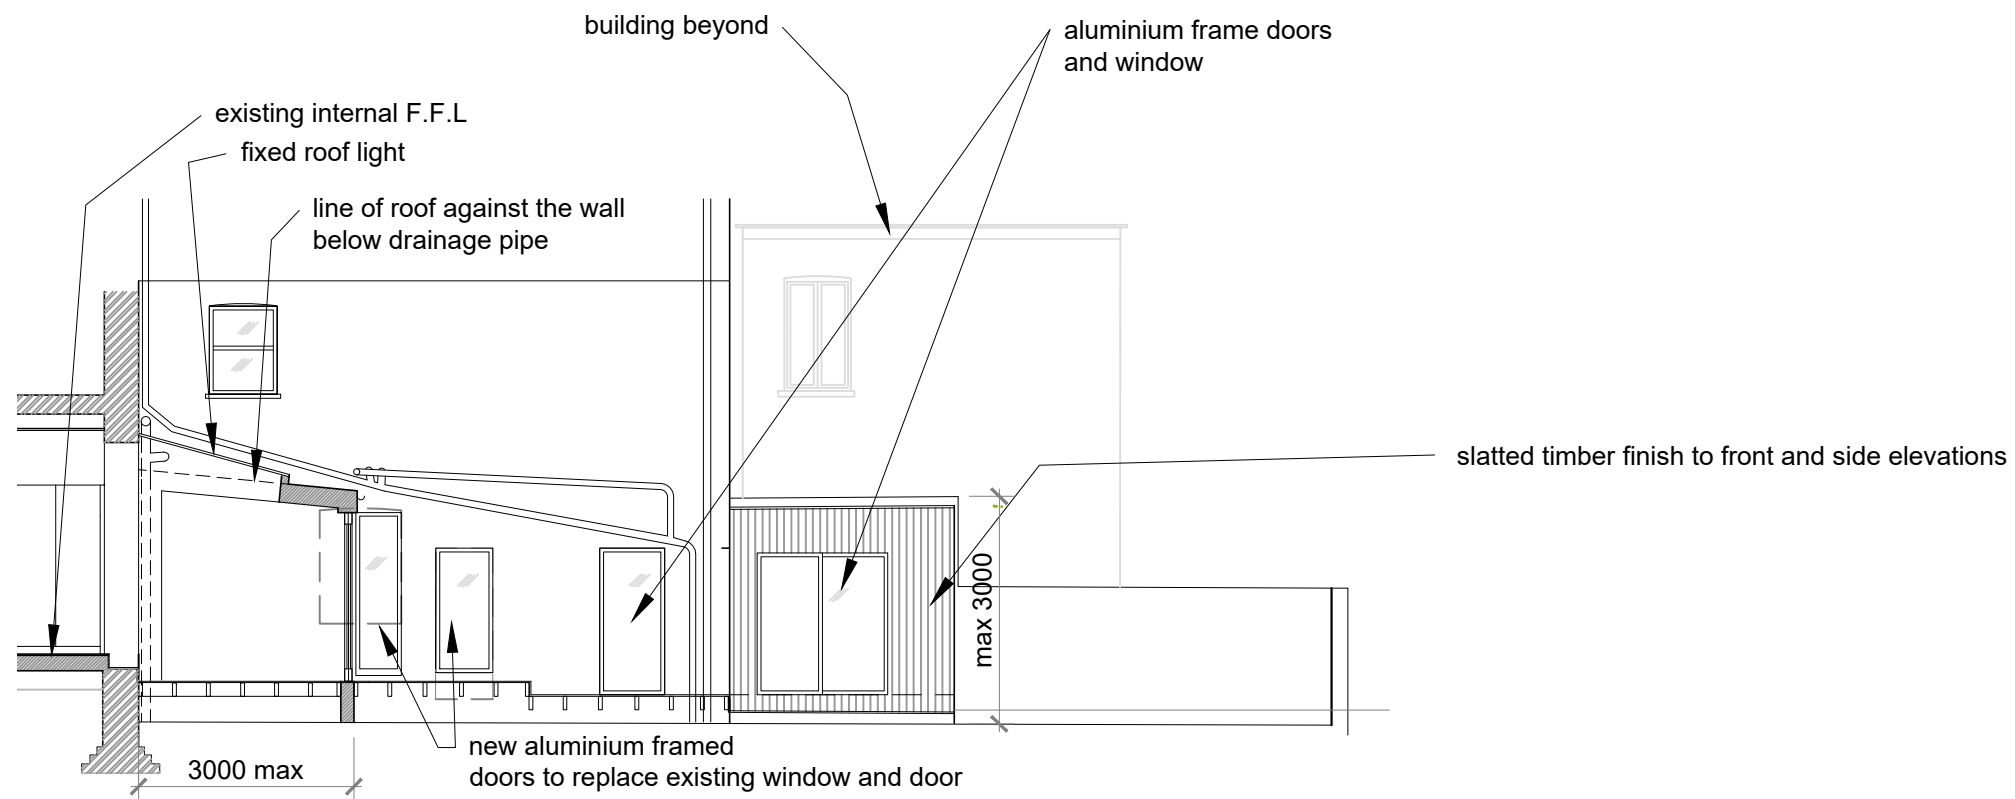 building beyond
aluminium frame doors
and window
existing internal F.F.L
fixed roof light
line of roof against the wall
below drainage pipe
slatted timber finish to front and side elevations
max 3000
new aluminium framed
doors to replace existing window and door
3000 max